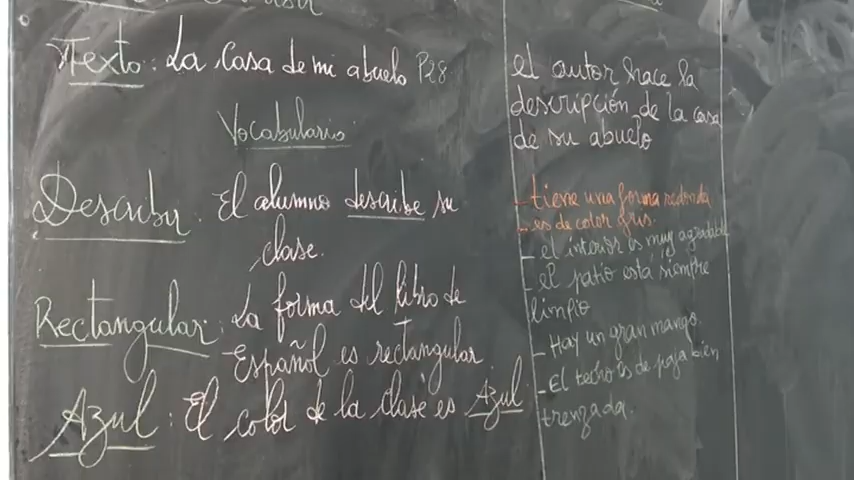 Texto: La Casa de mi abuelo P28.
Vocabulario
Describir. El alumno describe su
clase.
Rectangular: La forma del libro de
Español es rectangular.
Azul: El color de la clase es Azul
el autor hace la
descripción de la casa
de su abuelo
- tiene una forma redonda
- es de color gris.
- el interior es muy agradable
- el patio está siempre
limpio
- Hay un gran mango.
- El techo es de paja bien
trenzada.